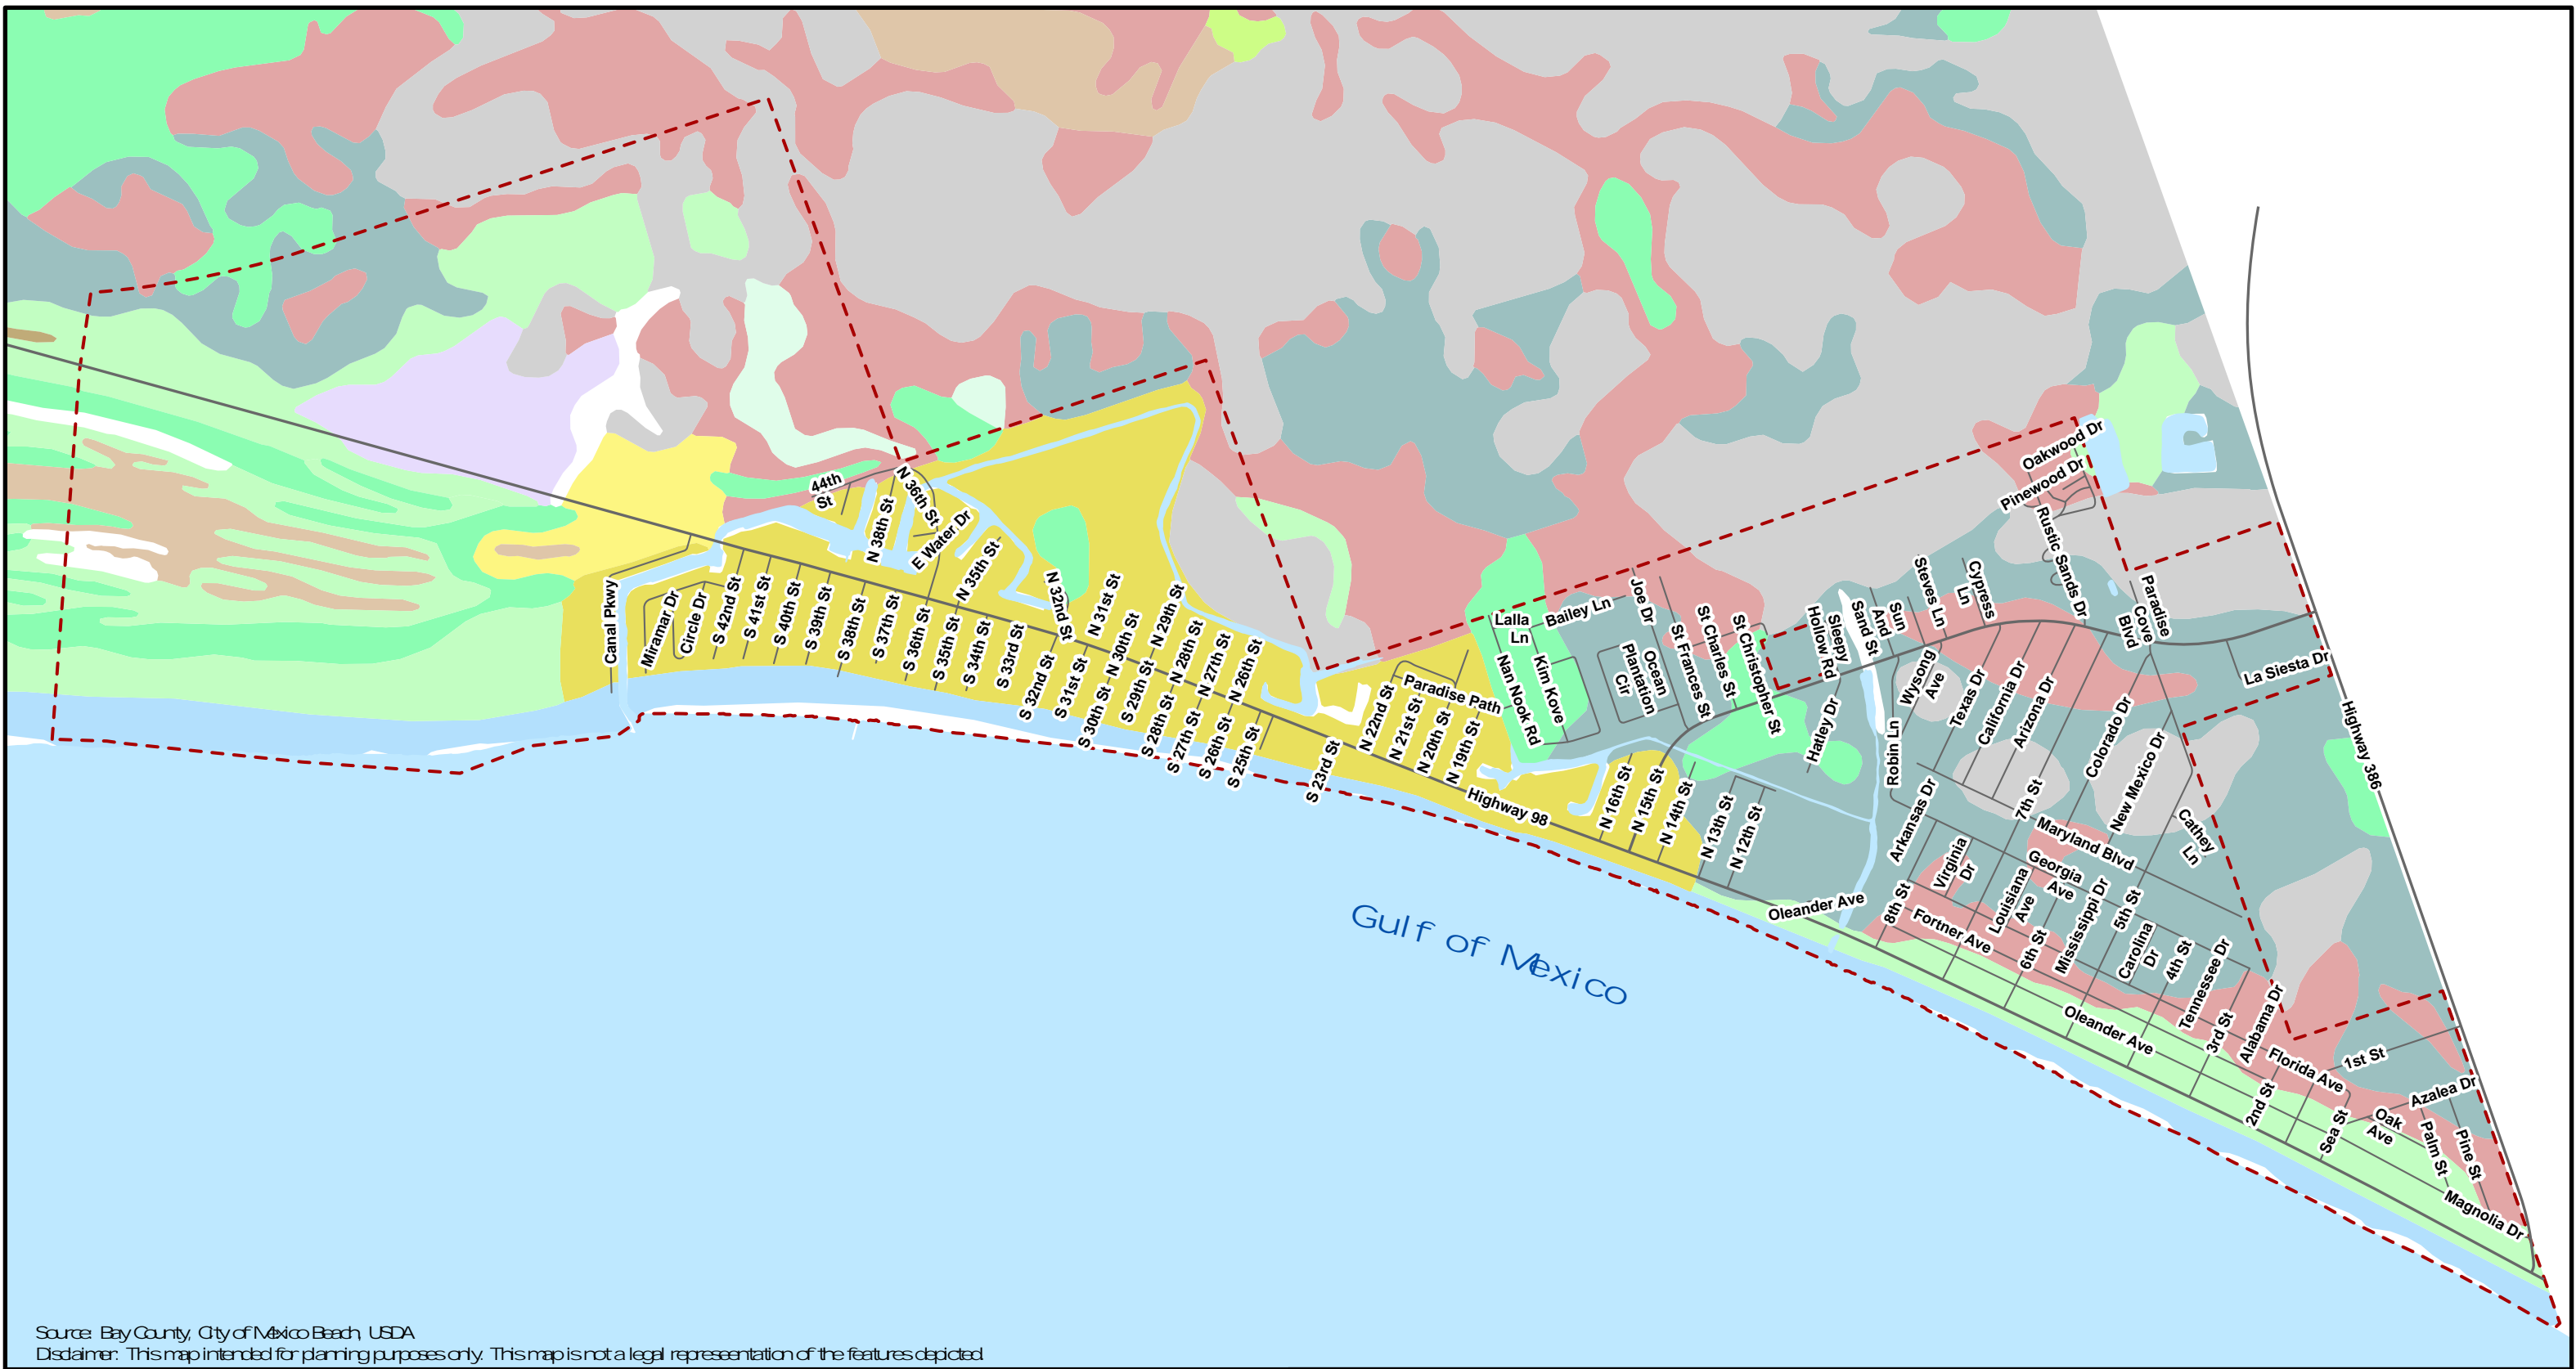 Oakwood Dr
Pinewood Dr
Rustic Sands Dr
44th
St
N 36th St
N 38th St
E Water Dr
N 35th St
N 32nd St
N 31st St
N 30th St
N 29th St
N 28th St
N 27th St
N 26th St
Canal Pkwy
Miramar Dr
Circle Dr
S 42nd St
S 41st St
S 40th St
S 39th St
S 38th St
S 37th St
S 36th St
S 35th St
S 34th St
S 33rd St
S 32nd St
S 31st St
S 30th St
S 29th St
S 28th St
S 27th St
S 26th St
S 25th St
S 23rd St
N 22nd St
N 21st St
N 20th St
N 19th St
Paradise Path
Highway 98
Lalla
Ln
Bailey Ln
Nan Nook Rd
Kim Kove
Joe Dr
Ocean
Plantation
Cir
St Frances St
St Charles St
St Christopher St
Sleepy
Hollow Rd
Hatley Dr
Sun
And
Sand St
Steves Ln
Cypress
Ln
Paradise
Cove
Blvd
La Siesta Dr
Highway 386
Wysong
Ave
Robin Ln
Texas Dr
California Dr
Arizona Dr
Colorado Dr
New Mexico Dr
Cathey
Ln
N 16th St
N 15th St
N 14th St
N 13th St
N 12th St
Arkansas Dr
7th St
Maryland Blvd
Virginia
Dr
Georgia
Ave
Louisiana
Ave
Mississippi Dr
5th St
8th St
Fortner Ave
6th St
Carolina
Dr
4th St
Tennessee Dr
3rd St
Alabama Dr
Oleander Ave
Oleander Ave
Florida Ave
1st St
2nd St
Sea St
Azalea Dr
Oak
Ave
Palm St
Pine St
Magnolia Dr
Gulf of Mexico
Source: Bay County, City of Mexico Beach, USDA
Disclaimer: This map intended for planning purposes only. This map is not a legal represeentation of the features depicted.